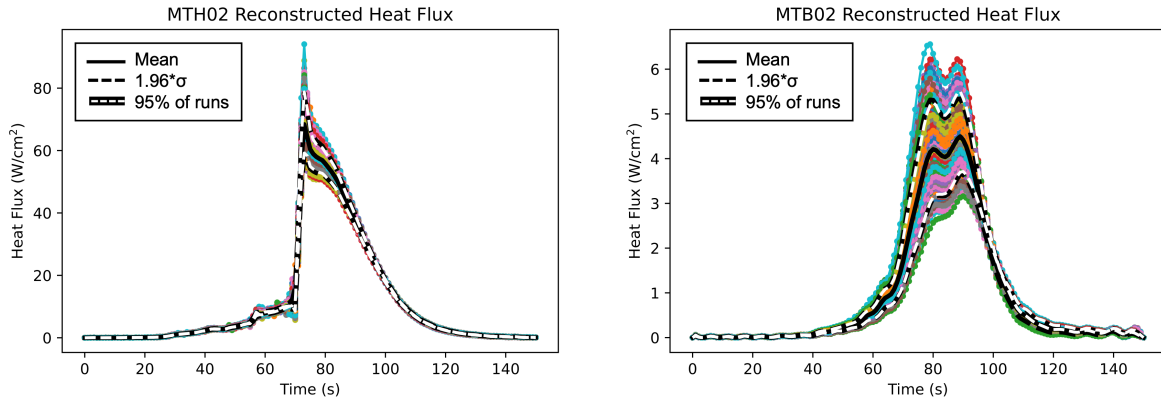 MTH02 Reconstructed Heat Flux
Mean
1.96*σ
95% of runs
Heat Flux (W/cm²)
80
60
40
20
0
0 20 40 60 80 100 120 140
Time (s)
MTB02 Reconstructed Heat Flux
Mean
1.96*σ
95% of runs
Heat Flux (W/cm²)
6
5
4
3
2
1
0
0 20 40 60 80 100 120 140
Time (s)